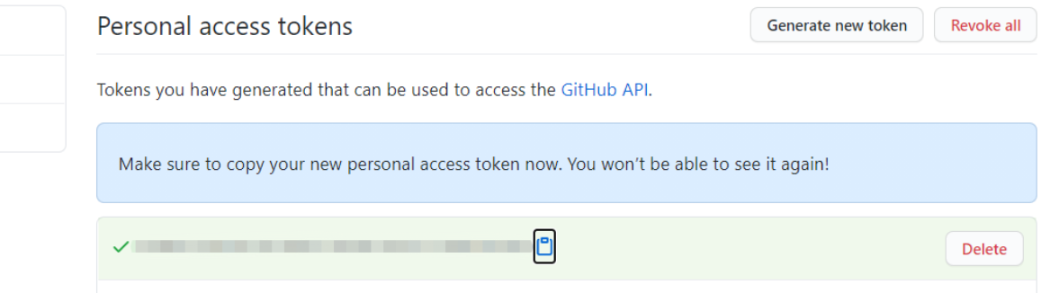 Personal access tokens
Generate new token
Revoke all
Tokens you have generated that can be used to access the GitHub API.
Make sure to copy your new personal access token now. You won't be able to see it again!
Delete